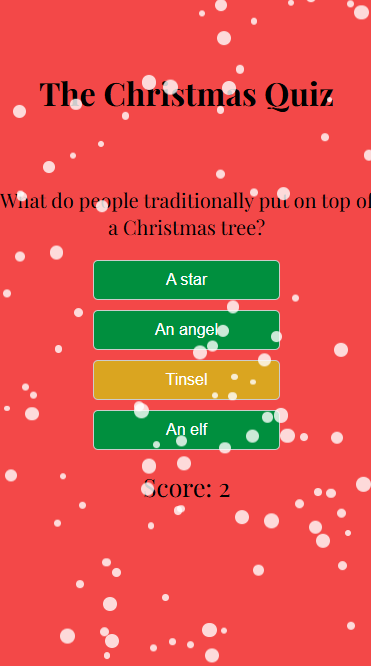 The Christmas Quiz
What do people traditionally put on top of
a Christmas tree?
A star
An angel
Tinsel
An elf
Score: 2